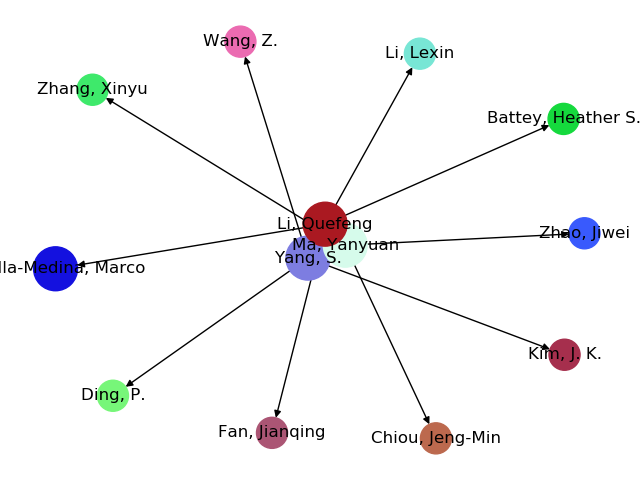 Wang, Z.
Li, Lexin
Zhang, Xinyu
Battey, Heather S.
Li, Quefeng
Zhao, Jiwei
Ma, Yanyuan
Yang, S.
lla-Medina, Marco
Kim, J. K.
Ding, P.
Fan, Jianqing
Chiou, Jeng-Min